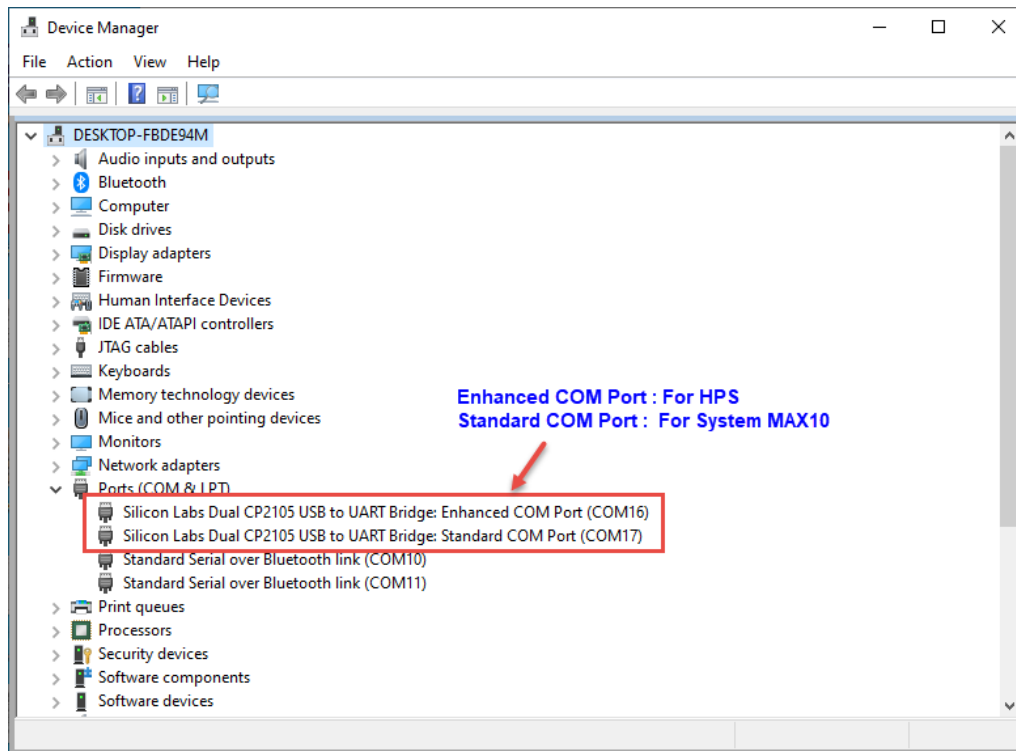 Device Manager
File Action View Help
DESKTOP-FBDE94M
Audio inputs and outputs
Bluetooth
Computer
Disk drives
Display adapters
Firmware
Human Interface Devices
IDE ATA/ATAPI controllers
JTAG cables
Keyboards
Memory technology devices
Mice and other pointing devices
Monitors
Network adapters
Enhanced COM Port : For HPS
Standard COM Port : For System MAX10
Ports (COM & LPT)
Silicon Labs Dual CP2105 USB to UART Bridge: Enhanced COM Port (COM16)
Silicon Labs Dual CP2105 USB to UART Bridge: Standard COM Port (COM17)
Standard Serial over Bluetooth link (COM10)
Standard Serial over Bluetooth link (COM11)
Print queues
Processors
Security devices
Software components
Software devices